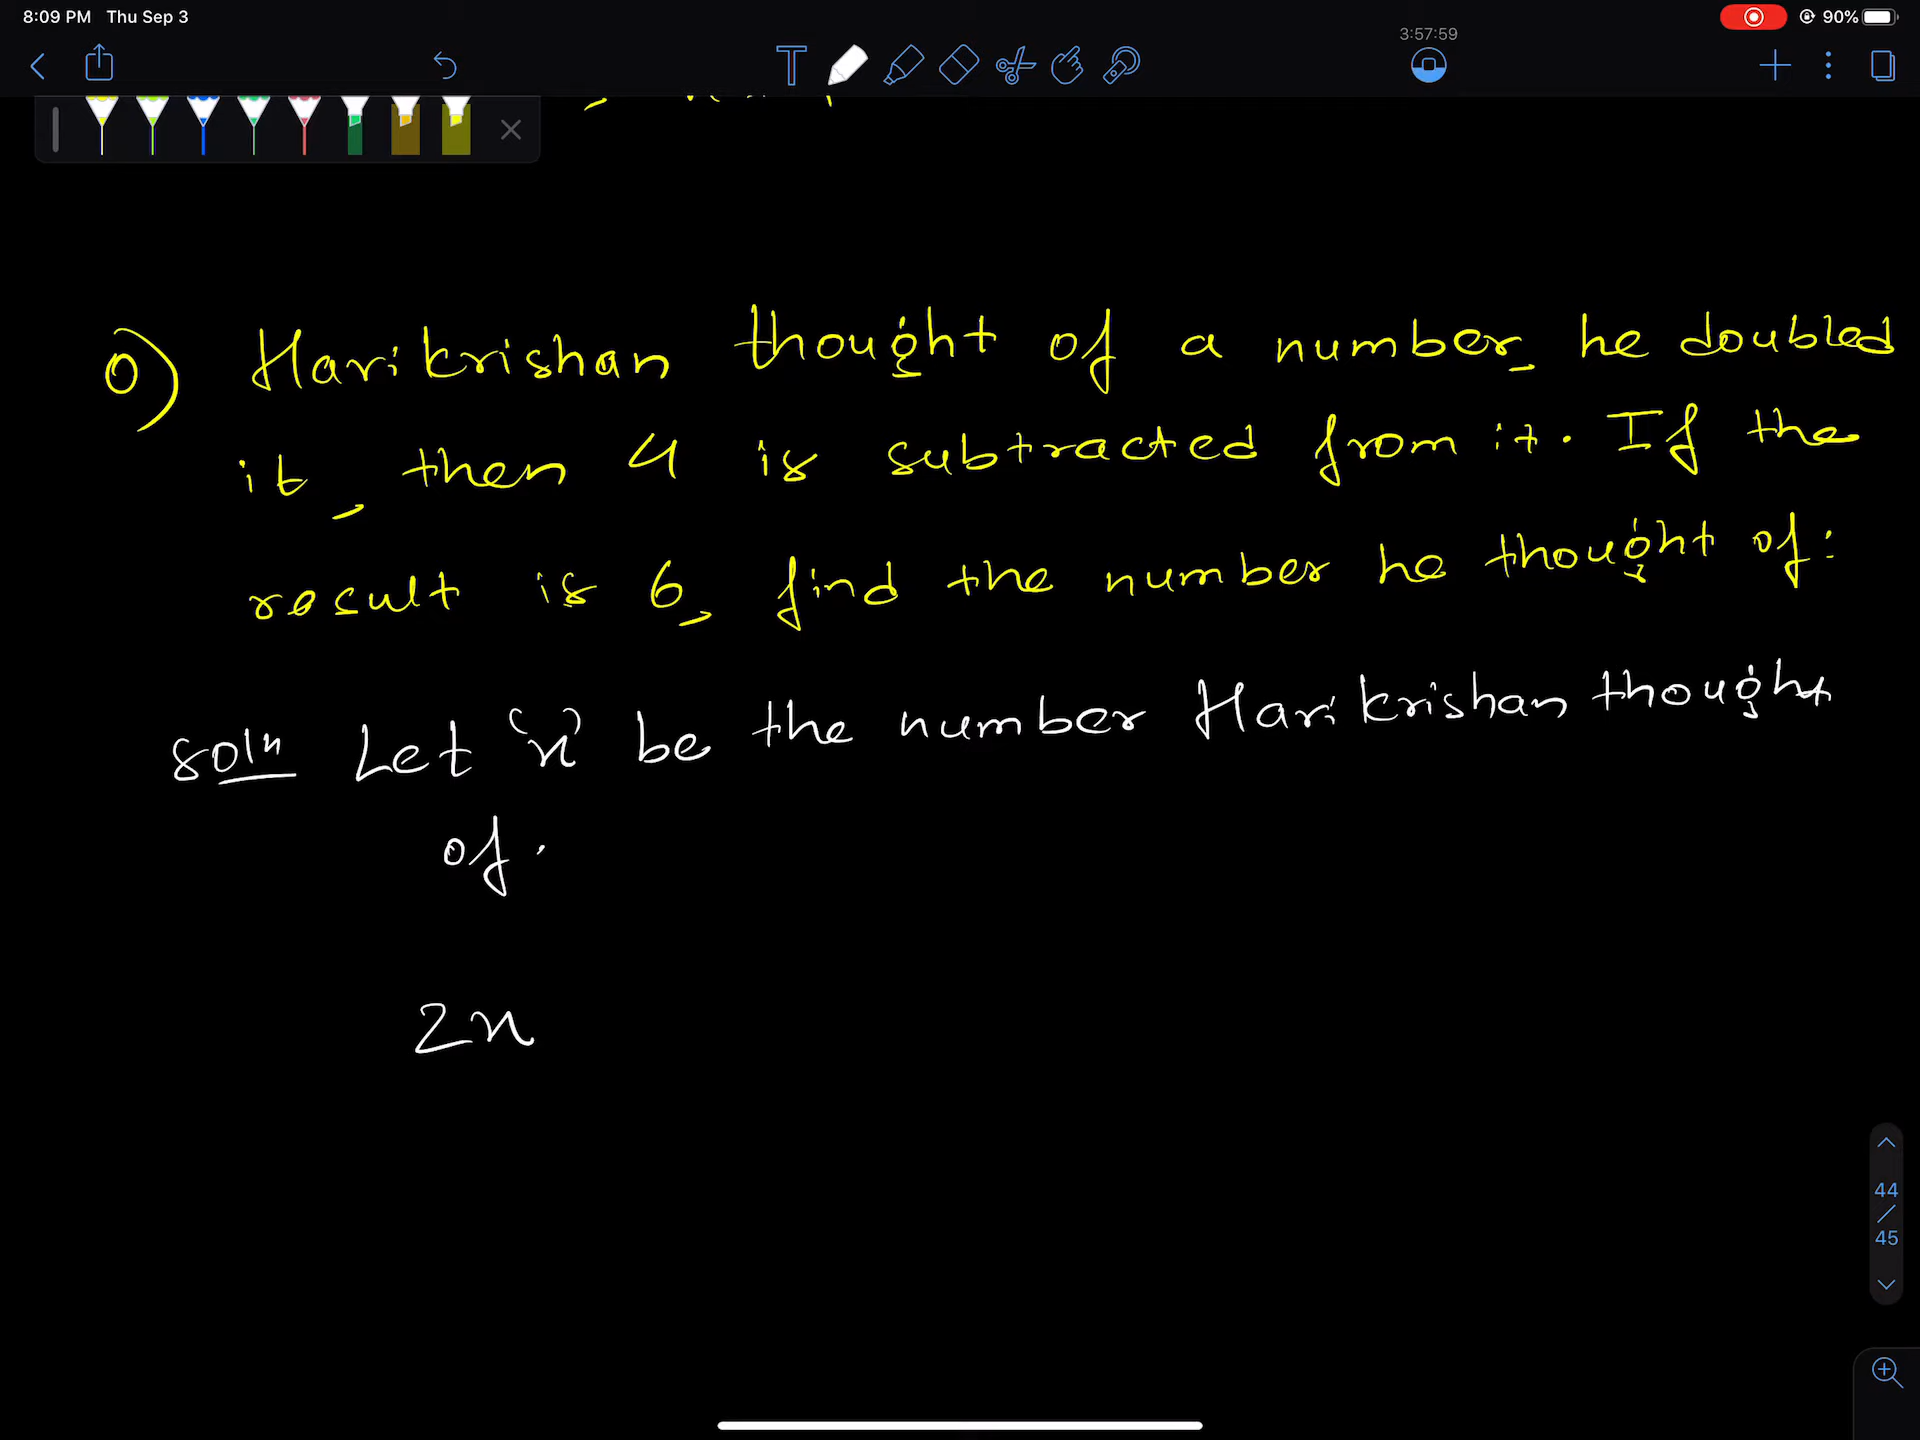 8:09 PM Thu Sep 3
90%
3:57:59
0) Harikrishan thought of a number, he doubled
it, then 4 is subtracted from it. If the
result is 6, find the number he thought of:
soln Let 'x' be the number Harikrishan thought
of.
2x
44
/
45